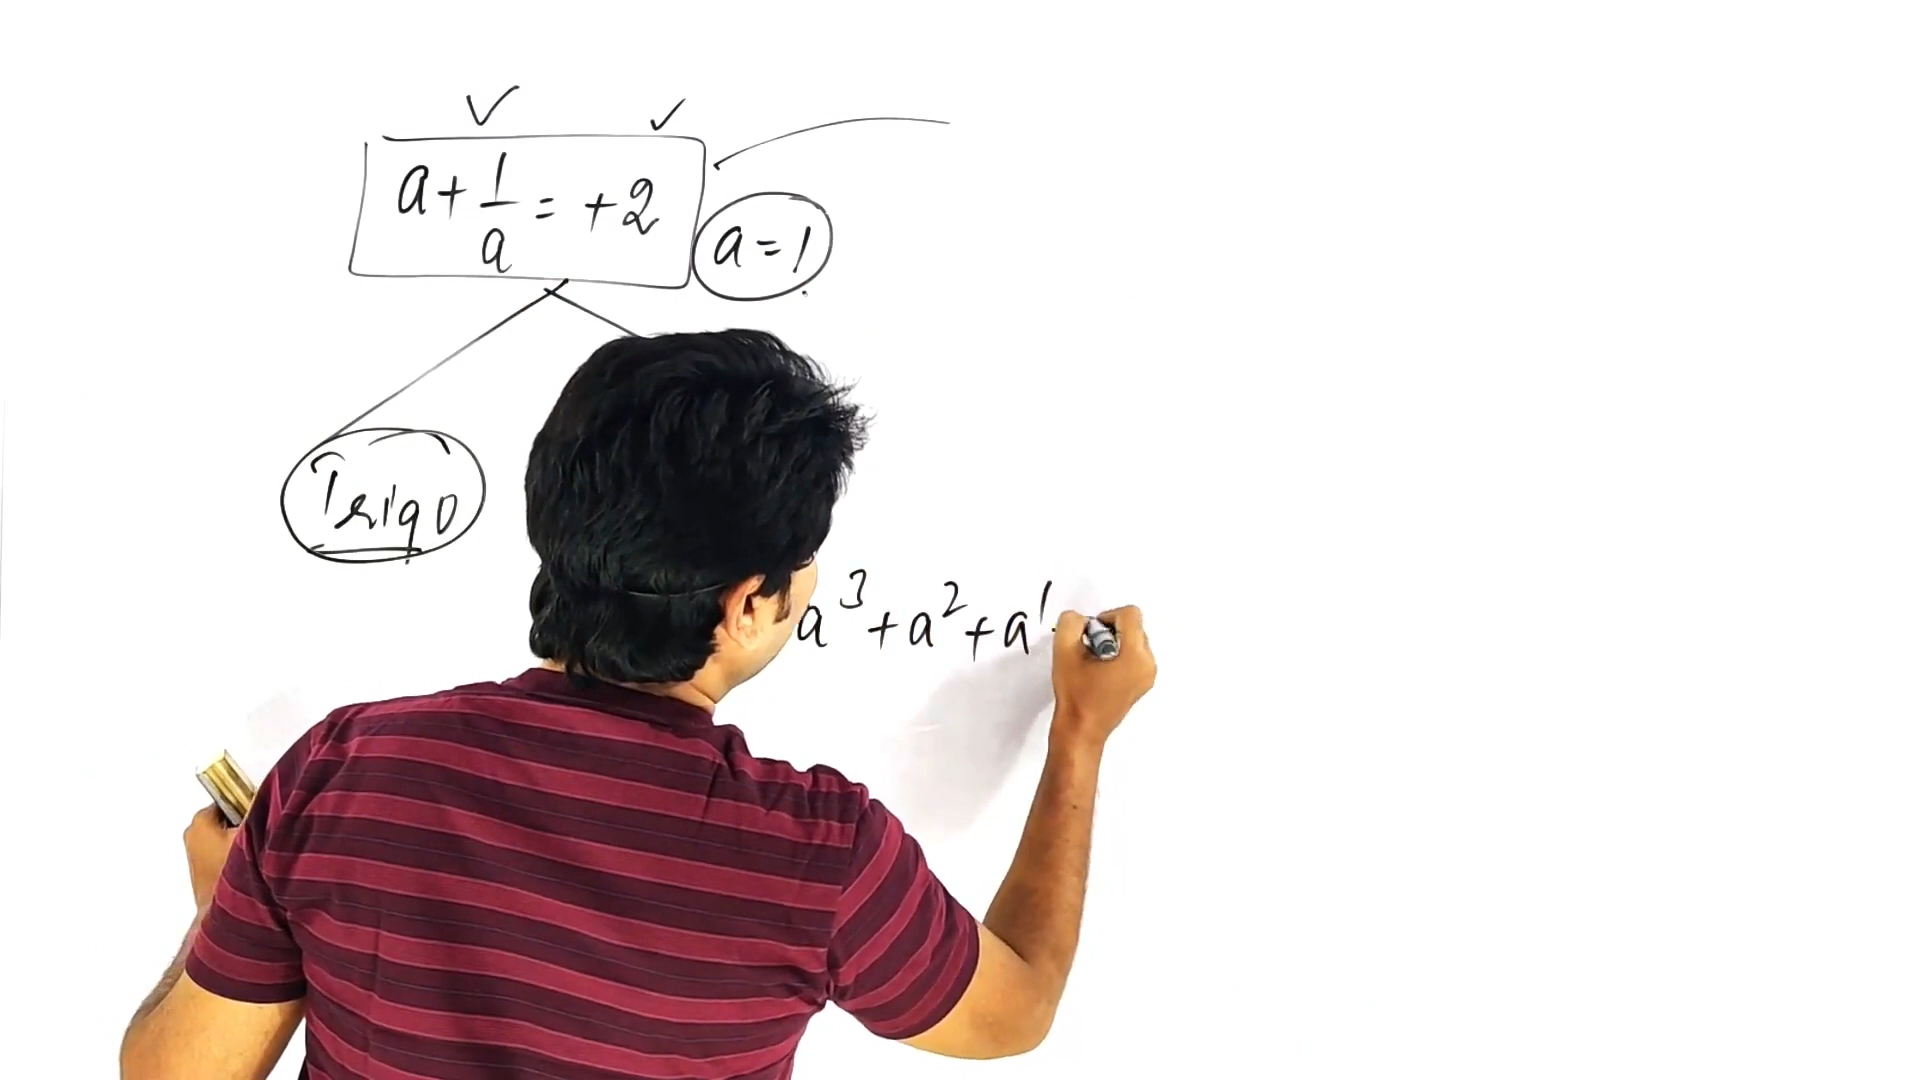 a + 1/a = +2
a = 1
Trigo
a³ + a² + a¹